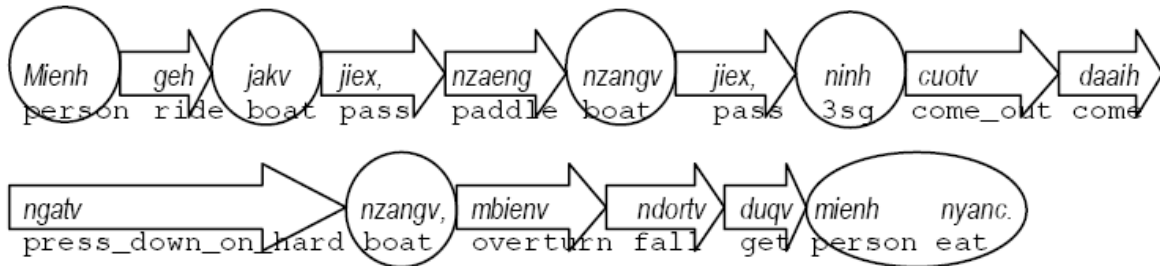 Mienh geh jakv jiex, nzaeng nzangv jiex, ninh cuotv daaih
person ride boat pass paddle boat pass 3sg come_out come
ngatv nzangv, mbienv ndortv duqv mienh nyanc.
press_down_on_hard boat overturn fall get person eat